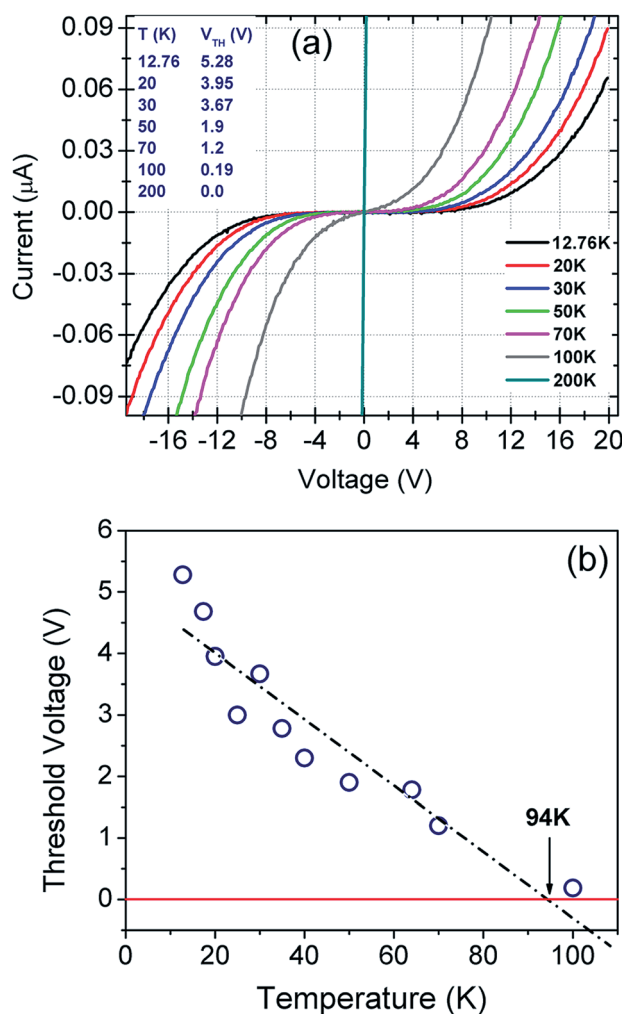 (a)
T (K) V_TH (V)
12.76 5.28
20 3.95
30 3.67
50 1.9
70 1.2
100 0.19
200 0.0
0.09
0.06
0.03
0.00
-0.03
-0.06
-0.09
Current (μA)
12.76K
20K
30K
50K
70K
100K
200K
-16 -12 -8 -4 0 4 8 12 16 20
Voltage (V)
(b)
6
5
4
3
2
1
0
Threshold Voltage (V)
94K
0 20 40 60 80 100
Temperature (K)